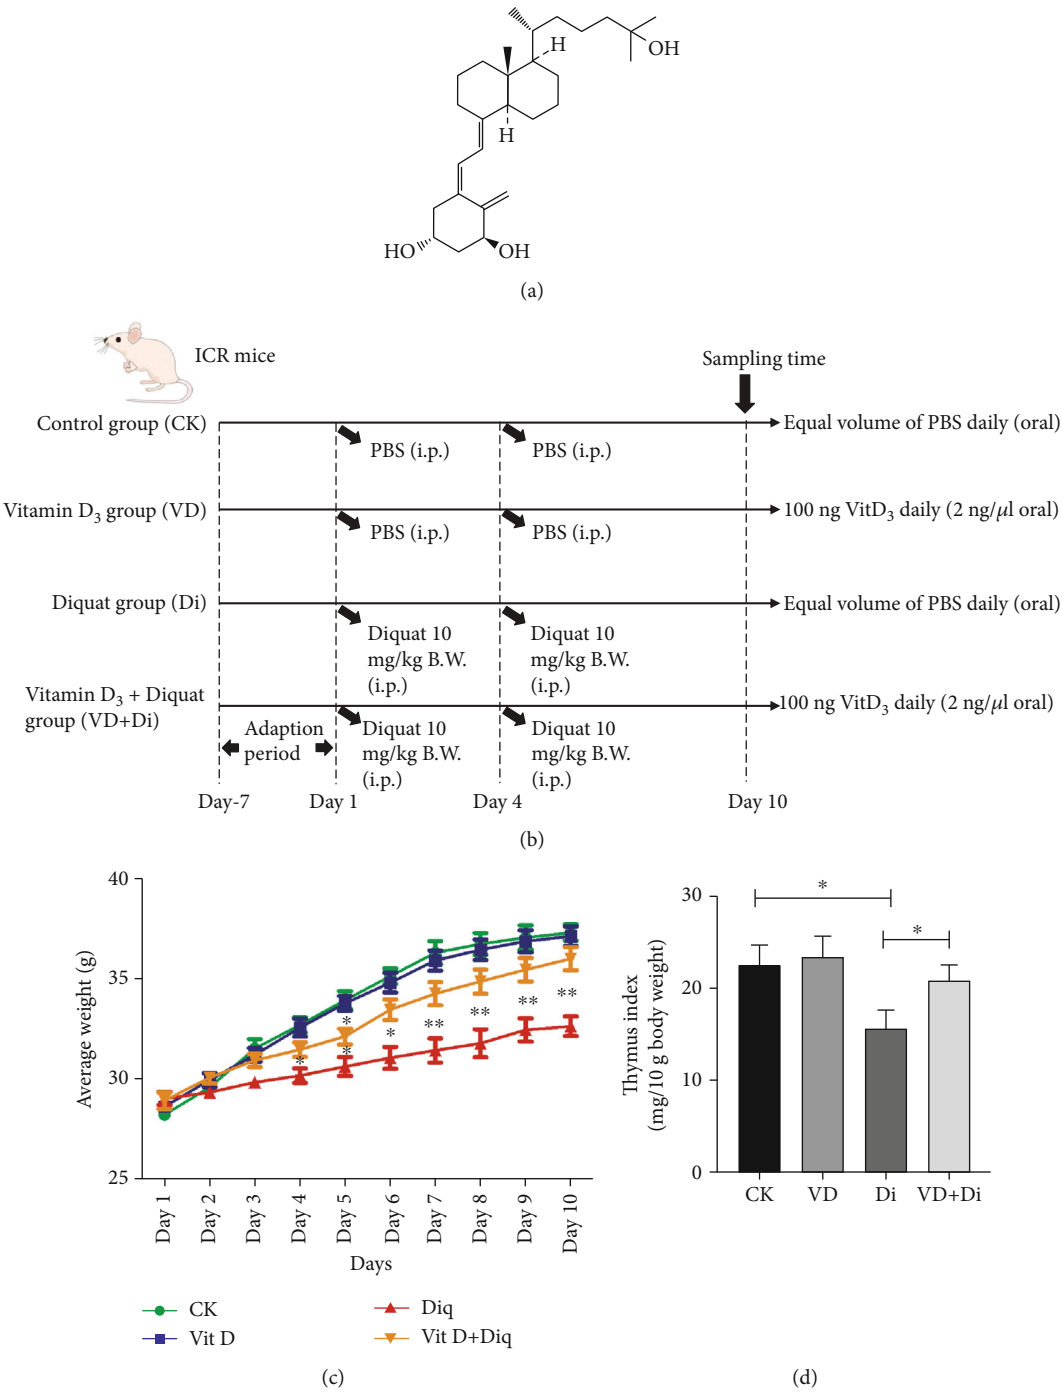 H
OH
H
HO
OH
(a)
ICR mice
Sampling time
Control group (CK)
PBS (i.p.)
PBS (i.p.)
Equal volume of PBS daily (oral)
Vitamin D3 group (VD)
PBS (i.p.)
PBS (i.p.)
100 ng VitD3 daily (2 ng/μl oral)
Diquat group (Di)
Diquat 10
mg/kg B.W.
(i.p.)
Diquat 10
mg/kg B.W.
(i.p.)
Equal volume of PBS daily (oral)
Vitamin D3 + Diquat
group (VD+Di)
Diquat 10
mg/kg B.W.
(i.p.)
Diquat 10
mg/kg B.W.
(i.p.)
100 ng VitD3 daily (2 ng/μl oral)
Adaption
period
Day-7
Day 1
Day 4
Day 10
(b)
Average weight (g)
40
35
30
25
*
*
*
*
**
**
**
**
Day 1
Day 2
Day 3
Day 4
Day 5
Day 6
Day 7
Day 8
Day 9
Day 10
Days
CK
Vit D
Diq
Vit D+Diq
(c)
Thymus index
(mg/10 g body weight)
30
20
10
0
*
*
CK
VD
Di
VD+Di
(d)